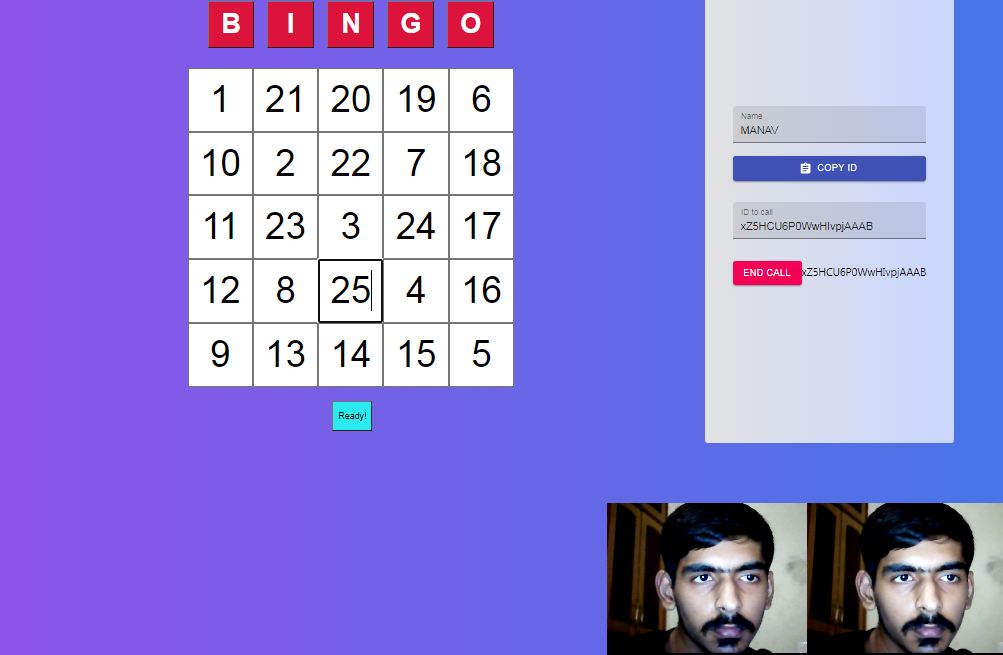 B I N G O
1 21 20 19 6
10 2 22 7 18
11 23 3 24 17
12 8 25 4 16
9 13 14 15 5
Ready!
Name
MANAV
COPY ID
ID to call
xZ5HCU6P0WwHIvpjAAAB
END CALL xZ5HCU6P0WwHIvpjAAAB